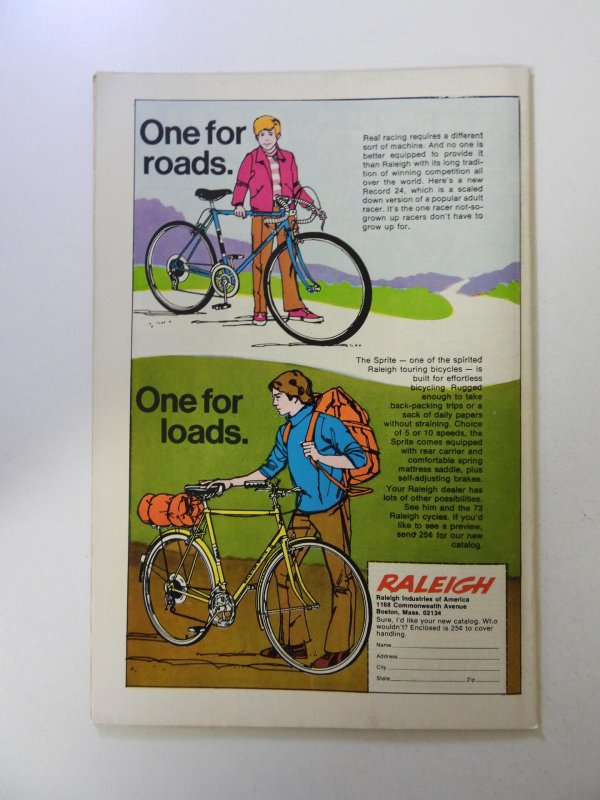 One for
roads.
Real racing requires a different
sort of machine. And no one is
better equipped to provide it
than Raleigh with its long tradi-
tion of winning competition all
over the world. Here's a new
Record 24, which is a scaled
down version of a popular adult
racer. It's the one racer not-so-
grown up racers don't have to
grow up for.
The Sprite — one of the spirited
Raleigh touring bicycles — is
built for effortless
bicycling. Rugged
enough to take
back-packing trips or a
sack of daily papers
without straining. Choice
of 5 or 10 speeds, the
Sprite comes equipped
with rear carrier and
comfortable spring
mattress saddle, plus
self-adjusting brakes.
Your Raleigh dealer has
lots of other possibilities.
See him and the 73
Raleigh cycles. If you'd
like to see a preview,
send 25¢ for our new
catalog.
One for
loads.
RALEIGH
Raleigh Industries of America
1168 Commonwealth Avenue
Boston, Mass. 02134
Sure, I'd like your new catalog. Who
wouldn't? Enclosed is 25¢ to cover
handling.
Name
Address
City
State Zip